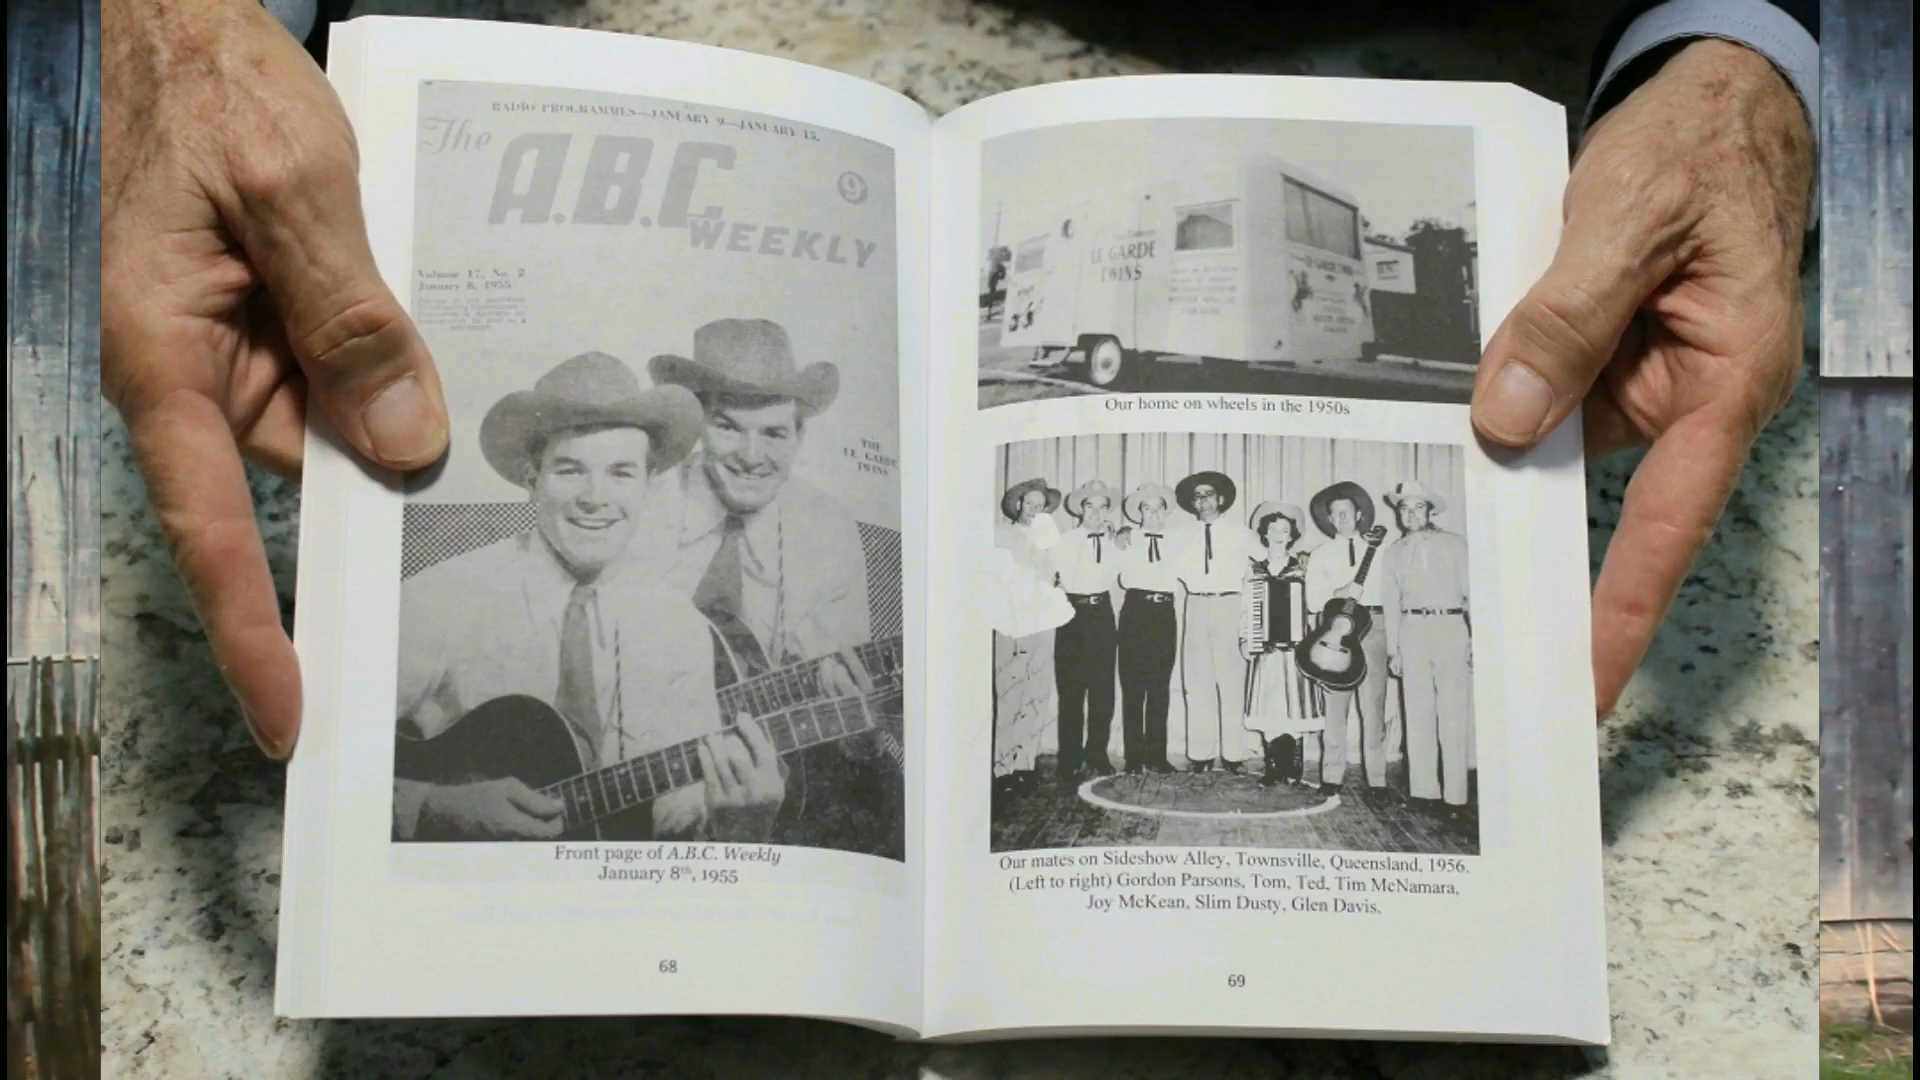 RADIO PROGRAMMES—JANUARY 9—JANUARY 15.
The
A.B.C
WEEKLY
9
Volume 17, No. 2
January 8, 1955
THE
LE GARDE
TWINS
Front page of A.B.C. Weekly
January 8th, 1955
68
LE GARDE
TWINS
LE GARDE TWINS
Our home on wheels in the 1950s
Our mates on Sideshow Alley, Townsville, Queensland, 1956.
(Left to right) Gordon Parsons, Tom, Ted, Tim McNamara,
Joy McKean, Slim Dusty, Glen Davis.
69